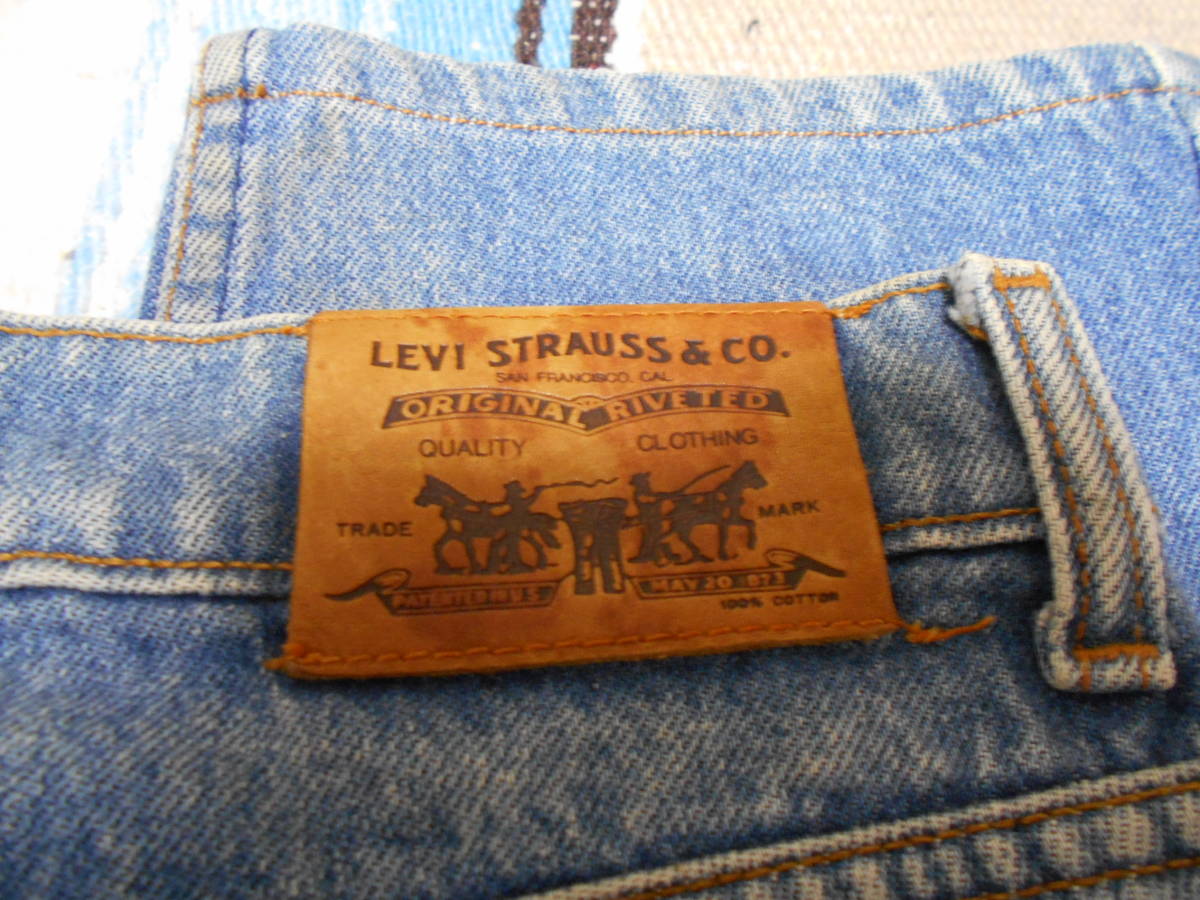 LEVI STRAUSS & CO.
SAN FRANCISCO, CAL
ORIGINAL RIVETED
QUALITY CLOTHING
TRADE MARK
PATENTED IN U.S. MAY 20 1873
100% COTTON